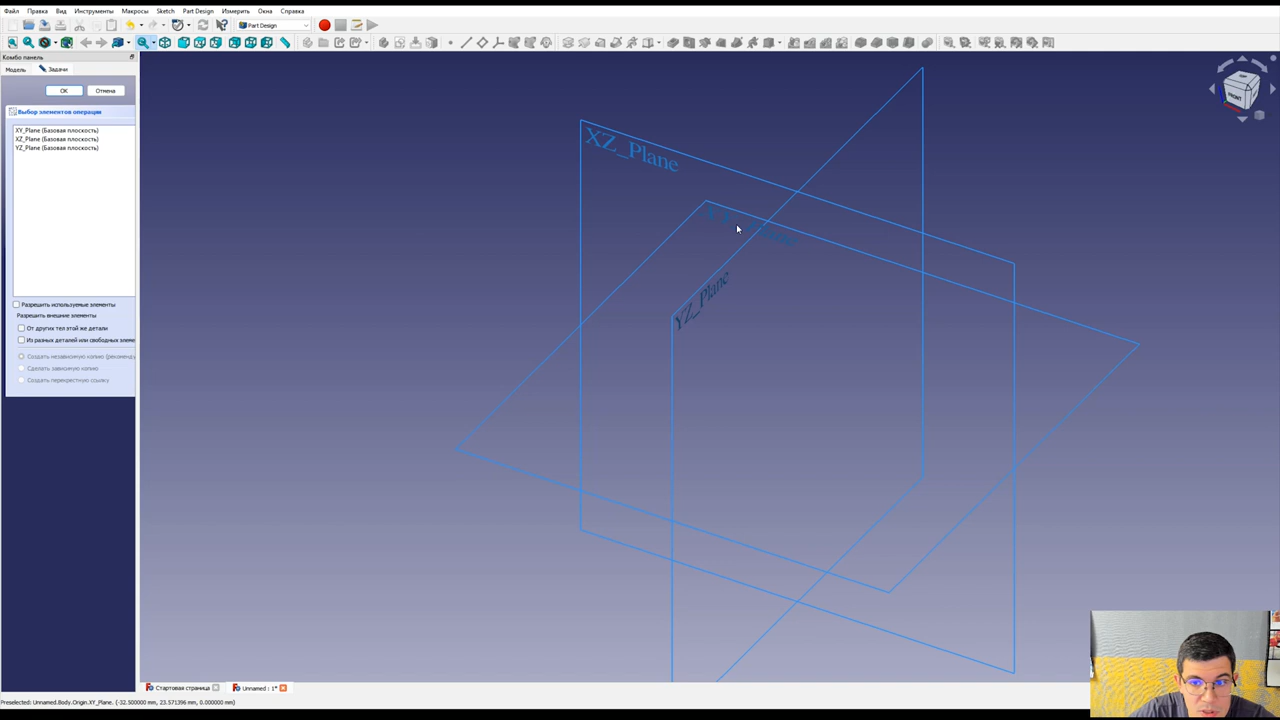 Файл Правка Вид Инструменты Макросы Sketch Part Design Измерить Окна Справка
Part Design
Комбо панель
Модель Задачи
OK Отмена
Выбор элементов операции
XY_Plane (Базовая плоскость)
XZ_Plane (Базовая плоскость)
YZ_Plane (Базовая плоскость)
Разрешить используемые элементы
Разрешить внешние элементы:
От других тел этой же детали
Из разных деталей или свободных элеме
Создать независимую копию (рекоменду
Сделать зависимую копию
Создать перекрестную ссылку
XZ_Plane
YZ_Plane
FRONT
Стартовая страница Unnamed : 1*
Preselected: Unnamed.Body.Origin.XY_Plane. (-32.500000 mm, 23.571396 mm, 0.000000 mm)